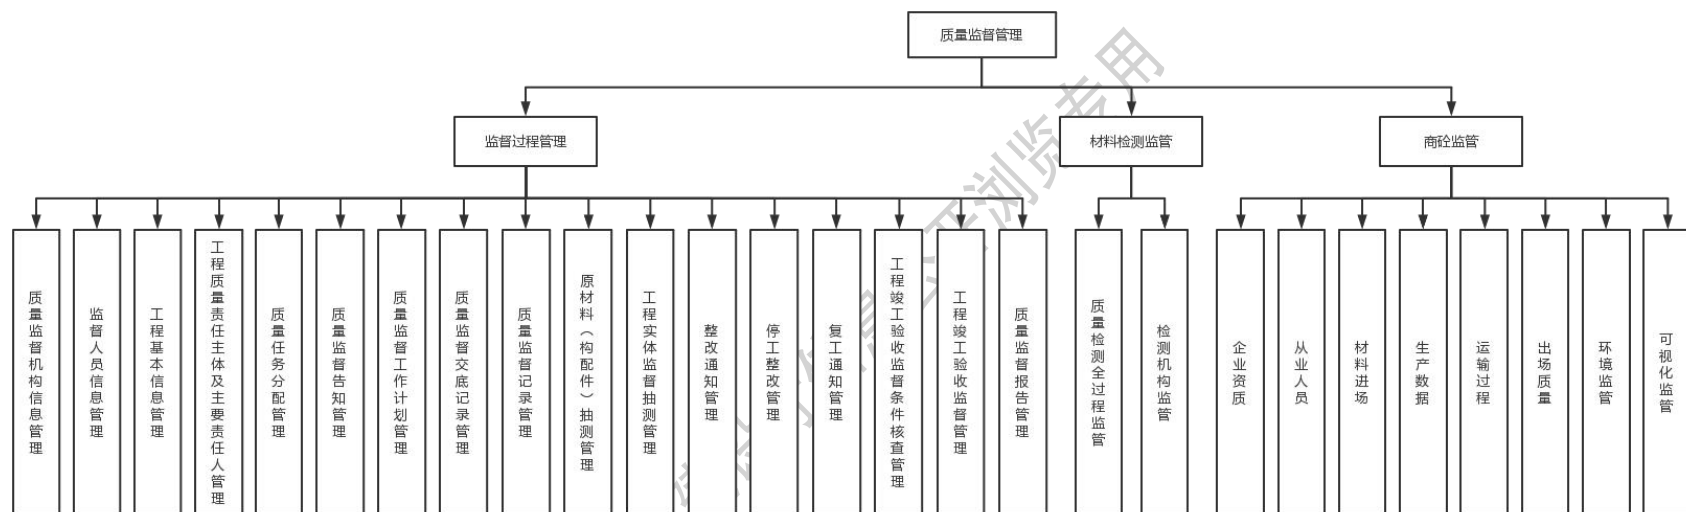 质量监督管理
监督过程管理
材料检测监管
商砼监管
质量监督机构信息管理
监督人员信息管理
工程基本信息管理
工程质量责任主体及主要责任人管理
质量任务分配管理
质量监督告知管理
质量监督工作计划管理
质量监督交底记录管理
质量监督记录管理
原材料（构配件）抽测管理
工程实体监督抽测管理
整改通知管理
停工整改管理
复工通知管理
工程竣工验收监督条件核查管理
工程竣工验收监督管理
质量监督报告管理
质量检测全过程监管
检测机构监管
企业资质
从业人员
材料进场
生产数据
运输过程
出场质量
环境监管
可视化监管
浏览专用